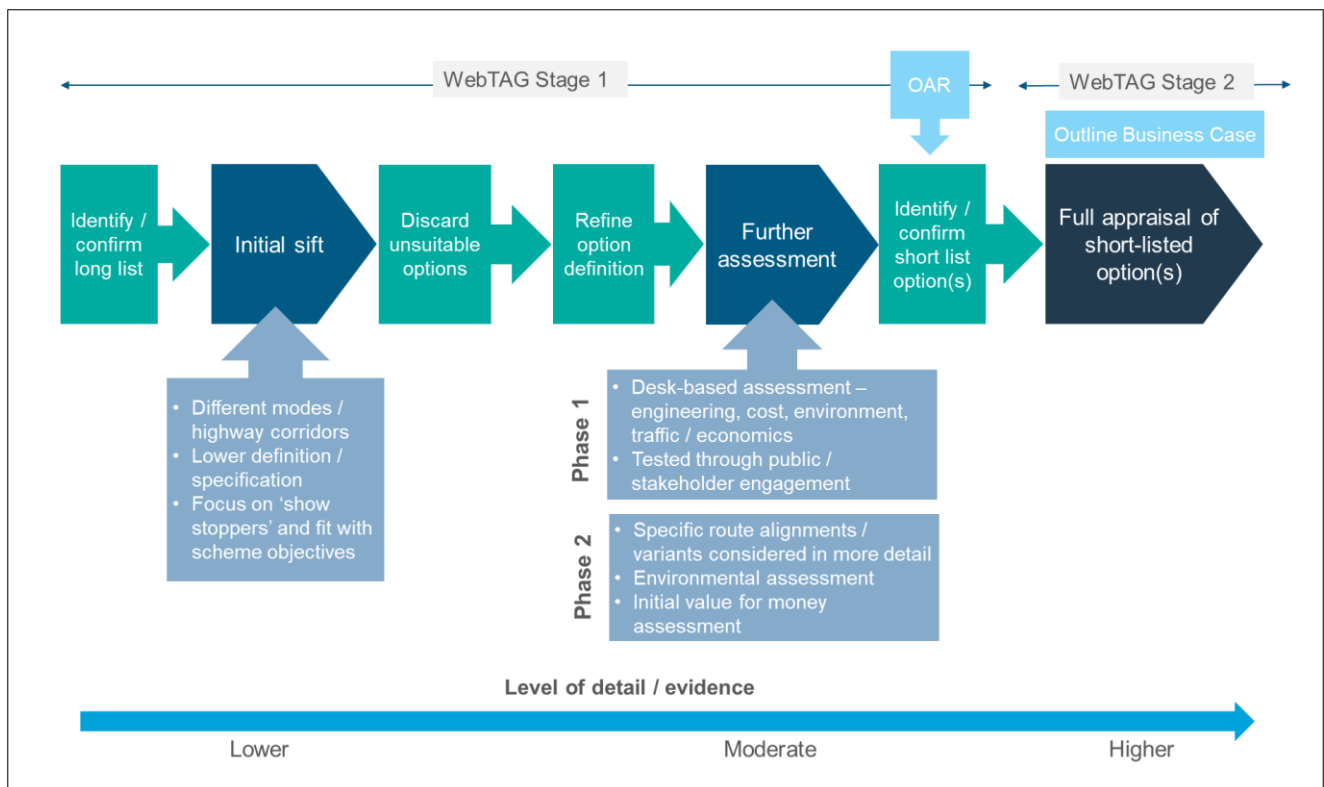 WebTAG Stage 1
OAR
WebTAG Stage 2
Outline Business Case
Identify /
confirm
long list
Initial sift
Discard
unsuitable
options
Refine
option
definition
Further
assessment
Identify /
confirm
short list
option(s)
Full appraisal of
short-listed
option(s)
• Different modes /
highway corridors
• Lower definition /
specification
• Focus on ‘show
stoppers’ and fit with
scheme objectives
Phase 1
• Desk-based assessment –
engineering, cost, environment,
traffic / economics
• Tested through public /
stakeholder engagement
Phase 2
• Specific route alignments /
variants considered in more detail
• Environmental assessment
• Initial value for money
assessment
Level of detail / evidence
Lower
Moderate
Higher